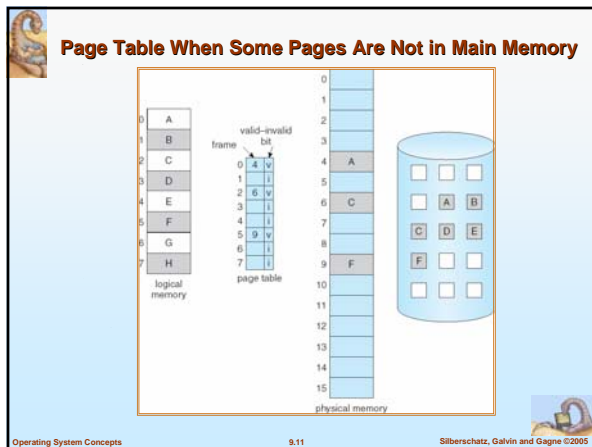 Page Table When Some Pages Are Not in Main Memory
0 A
1 B
2 C
3 D
4 E
5 F
6 G
7 H
logical
memory
valid–invalid
bit
frame
0 4 v
1 i
2 6 v
3 i
4 i
5 9 v
6 i
7 i
page table
0
1
2
3
4 A
5
6 C
7
8
9 F
10
11
12
13
14
15
physical memory
A B
C D E
F
Operating System Concepts
9.11
Silberschatz, Galvin and Gagne ©2005